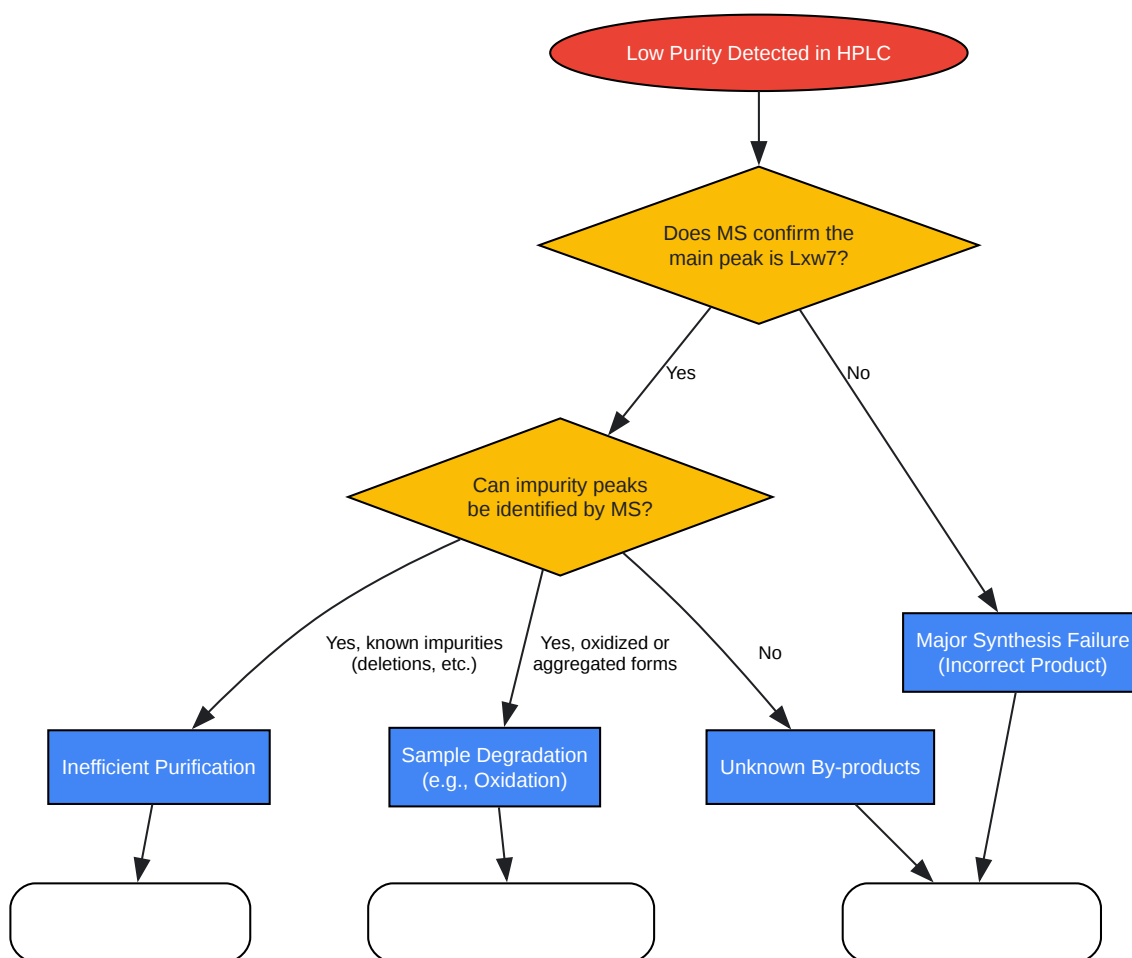 Low Purity Detected in HPLC
Does MS confirm the
main peak is Lxw7?
Yes
No
Can impurity peaks
be identified by MS?
Yes, known impurities
(deletions, etc.)
Yes, oxidized or
aggregated forms
No
Major Synthesis Failure
(Incorrect Product)
Inefficient Purification
Sample Degradation
(e.g., Oxidation)
Unknown By-products